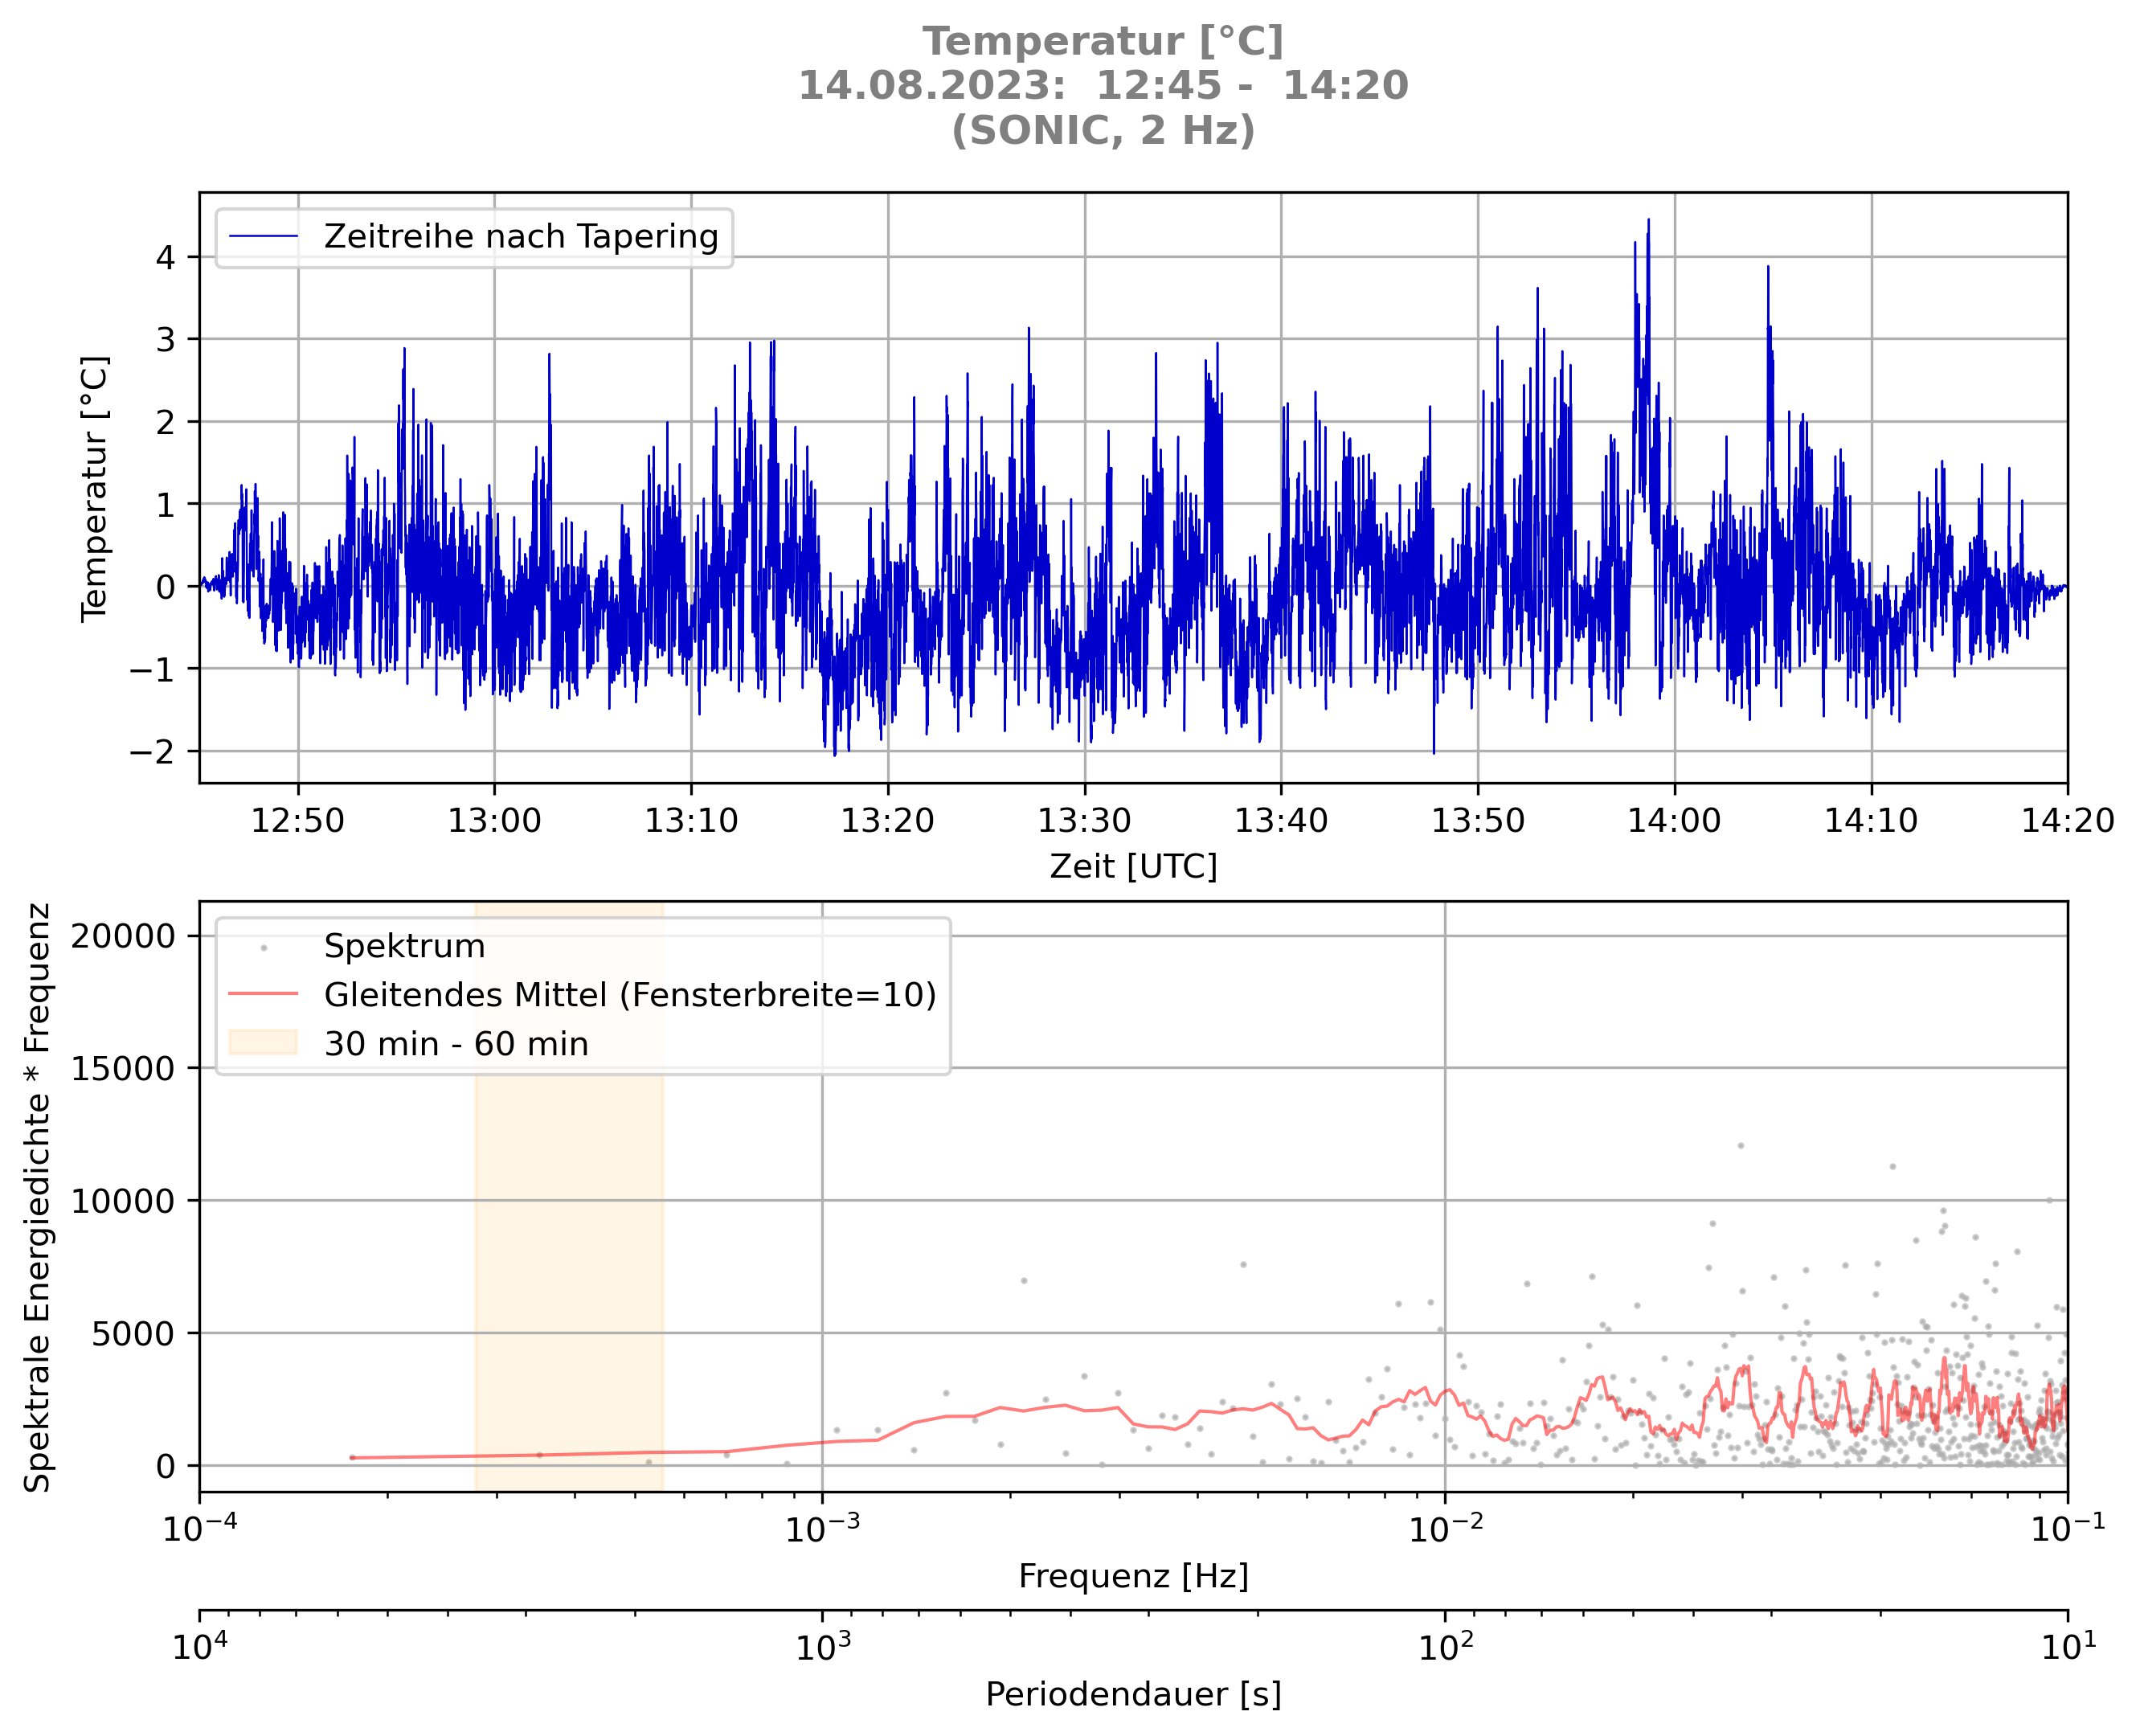 Temperatur [°C]
14.08.2023:  12:45 -  14:20
(SONIC, 2 Hz)
Zeitreihe nach Tapering
Temperatur [°C]
4
3
2
1
0
−1
−2
12:50 13:00 13:10 13:20 13:30 13:40 13:50 14:00 14:10 14:20
Zeit [UTC]
Spektrum
Gleitendes Mittel (Fensterbreite=10)
30 min - 60 min
Spektrale Energiedichte * Frequenz
20000
15000
10000
5000
0
10⁻⁴ 10⁻³ 10⁻² 10⁻¹
Frequenz [Hz]
10⁴ 10³ 10² 10¹
Periodendauer [s]